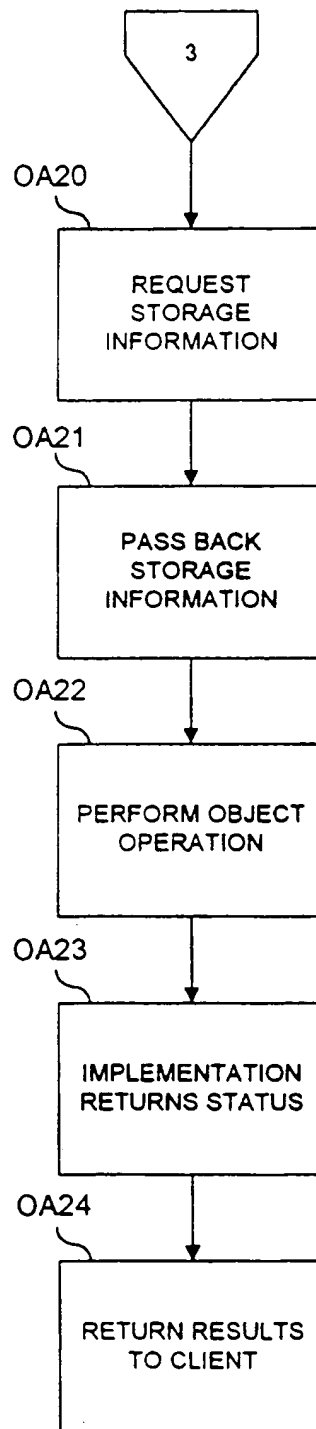 3
OA20
REQUEST
STORAGE
INFORMATION
OA21
PASS BACK
STORAGE
INFORMATION
OA22
PERFORM OBJECT
OPERATION
OA23
IMPLEMENTATION
RETURNS STATUS
OA24
RETURN RESULTS
TO CLIENT